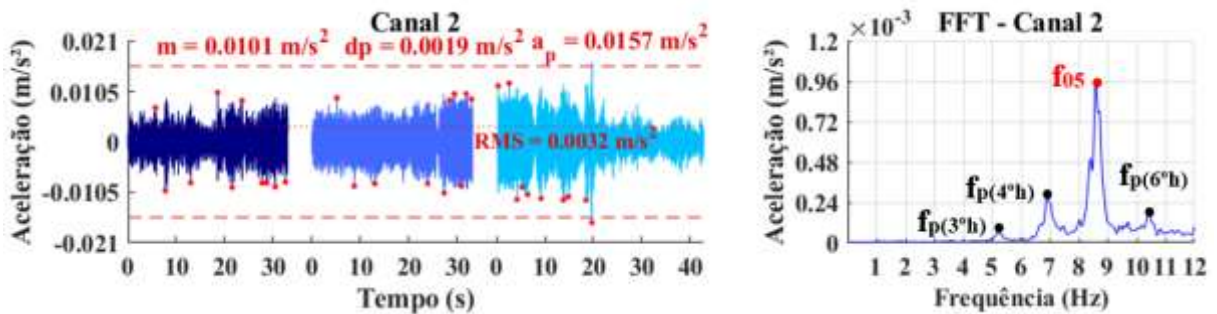 Canal 2
m = 0.0101 m/s² dp = 0.0019 m/s² aₚ = 0.0157 m/s²
RMS = 0.0032 m/s²
Aceleração (m/s²)
0.021
0.0105
0
-0.0105
-0.021
0 10 20 30 0 10 20 30 0 10 20 30 40
Tempo (s)
×10⁻³ FFT - Canal 2
f₀₅
fₚ₍₄ºₕ₎
fₚ₍₆ºₕ₎
fₚ₍₃ºₕ₎
Aceleração (m/s²)
1.2
0.96
0.72
0.48
0.24
0
1 2 3 4 5 6 7 8 9 10 11 12
Frequência (Hz)